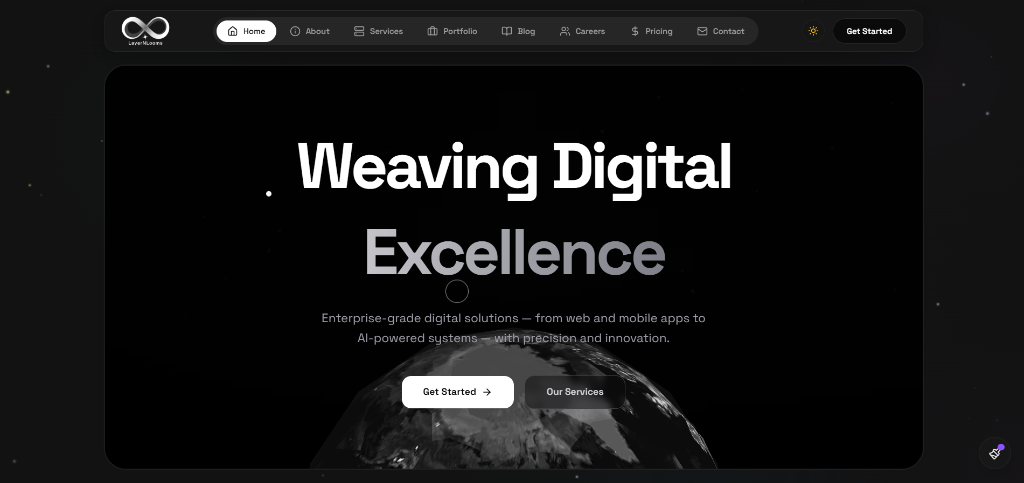 LayerNLooms
Home
About
Services
Portfolio
Blog
Careers
Pricing
Contact
Get Started
Weaving Digital
Excellence
Enterprise-grade digital solutions — from web and mobile apps to
AI-powered systems — with precision and innovation.
Get Started
Our Services